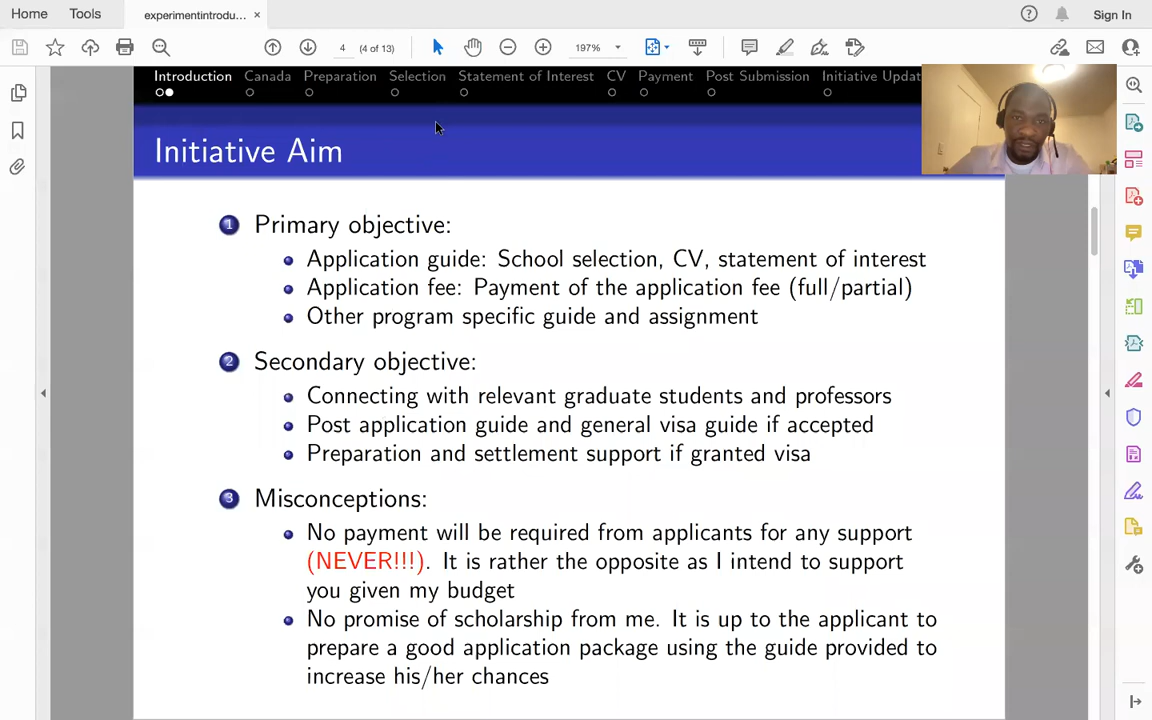 Home Tools experimentintrodu... × Sign In
4 (4 of 13) 197%
Introduction Canada Preparation Selection Statement of Interest CV Payment Post Submission Initiative Updat
Initiative Aim
1 Primary objective:
Application guide: School selection, CV, statement of interest
Application fee: Payment of the application fee (full/partial)
Other program specific guide and assignment
2 Secondary objective:
Connecting with relevant graduate students and professors
Post application guide and general visa guide if accepted
Preparation and settlement support if granted visa
3 Misconceptions:
No payment will be required from applicants for any support
(NEVER!!!). It is rather the opposite as I intend to support
you given my budget
No promise of scholarship from me. It is up to the applicant to
prepare a good application package using the guide provided to
increase his/her chances